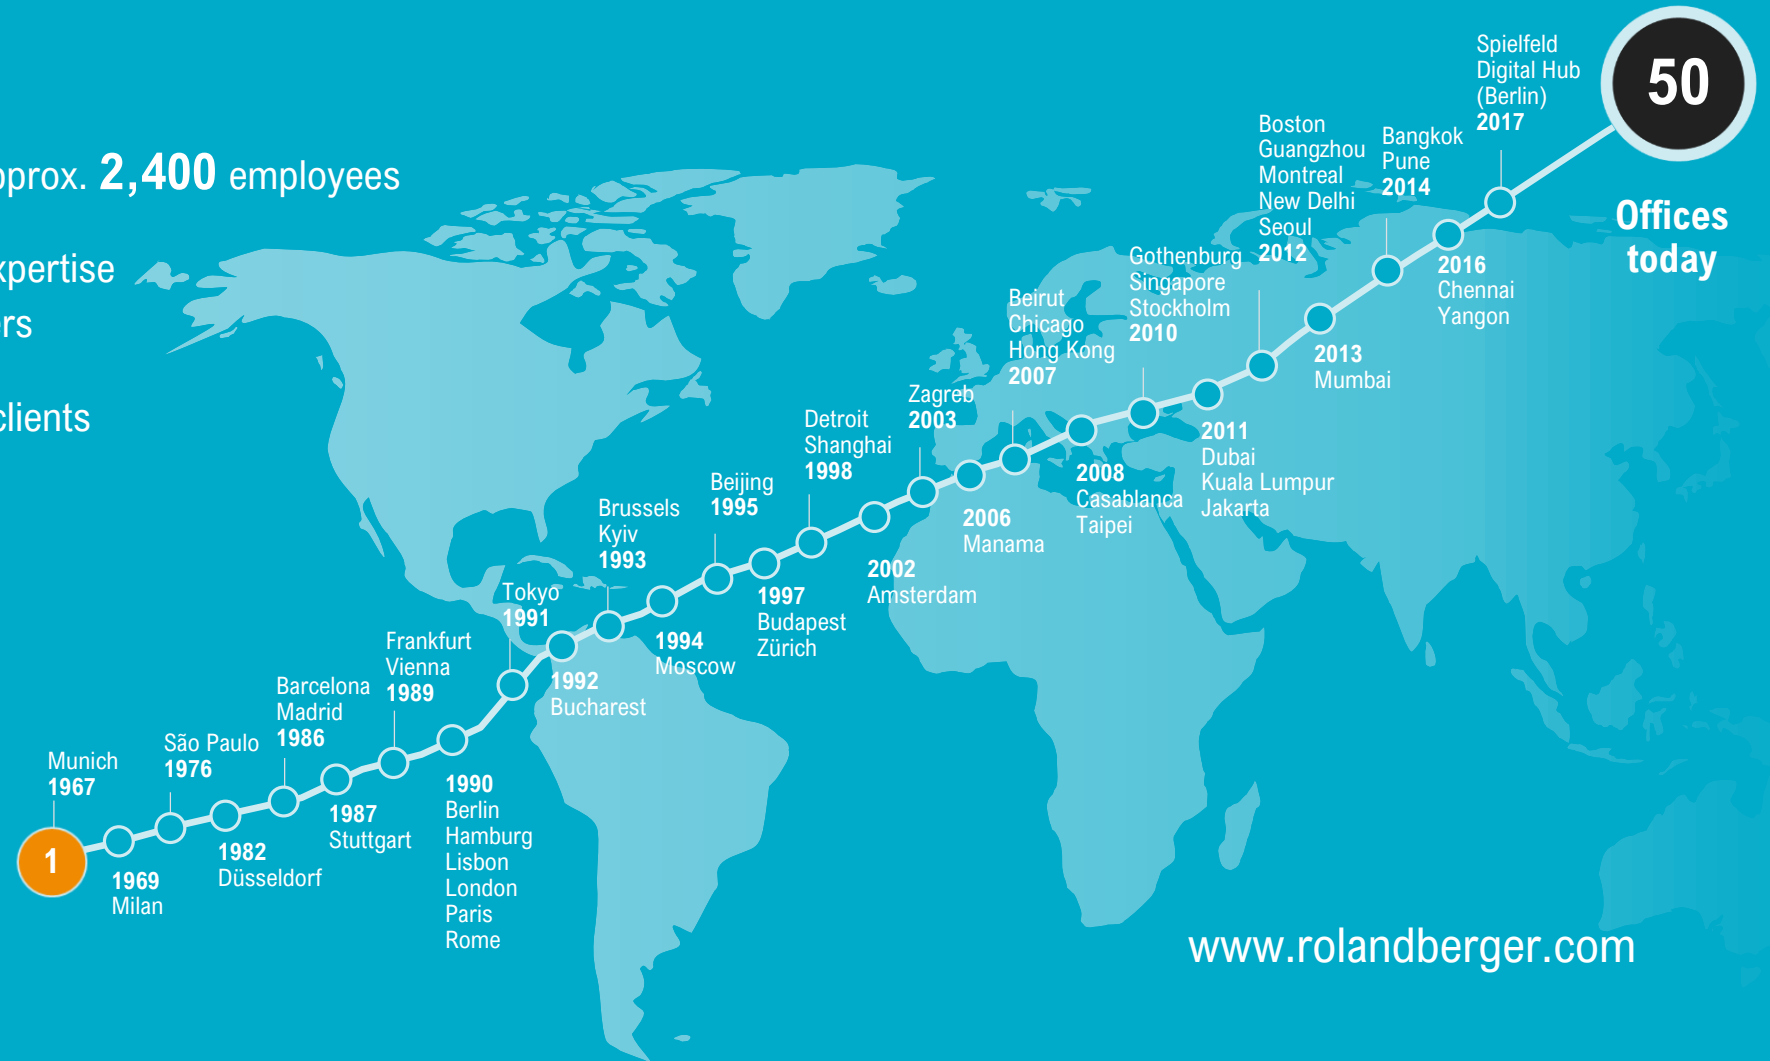 pprox. 2,400 employees
xpertise
ers
clients
Munich
1967
1
1969
Milan
São Paulo
1976
1982
Düsseldorf
Barcelona
Madrid
1986
1987
Stuttgart
Frankfurt
Vienna
1989
1990
Berlin
Hamburg
Lisbon
London
Paris
Rome
Tokyo
1991
1992
Bucharest
Brussels
Kyiv
1993
1994
Moscow
Beijing
1995
1997
Budapest
Zürich
Detroit
Shanghai
1998
2002
Amsterdam
Zagreb
2003
2006
Manama
Beirut
Chicago
Hong Kong
2007
2008
Casablanca
Taipei
Gothenburg
Singapore
Stockholm
2010
2011
Dubai
Kuala Lumpur
Jakarta
Boston
Guangzhou
Montreal
New Delhi
Seoul
2012
2013
Mumbai
Bangkok
Pune
2014
2016
Chennai
Yangon
Spielfeld
Digital Hub
(Berlin)
2017
50
Offices
today
www.rolandberger.com